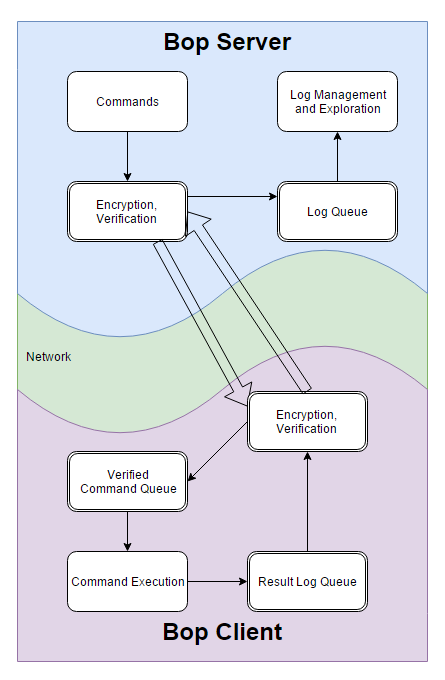 Bop Server
Commands
Log Management
and Exploration
Encryption,
Verification
Log Queue
Network
Encryption,
Verification
Verified
Command Queue
Command Execution
Result Log Queue
Bop Client